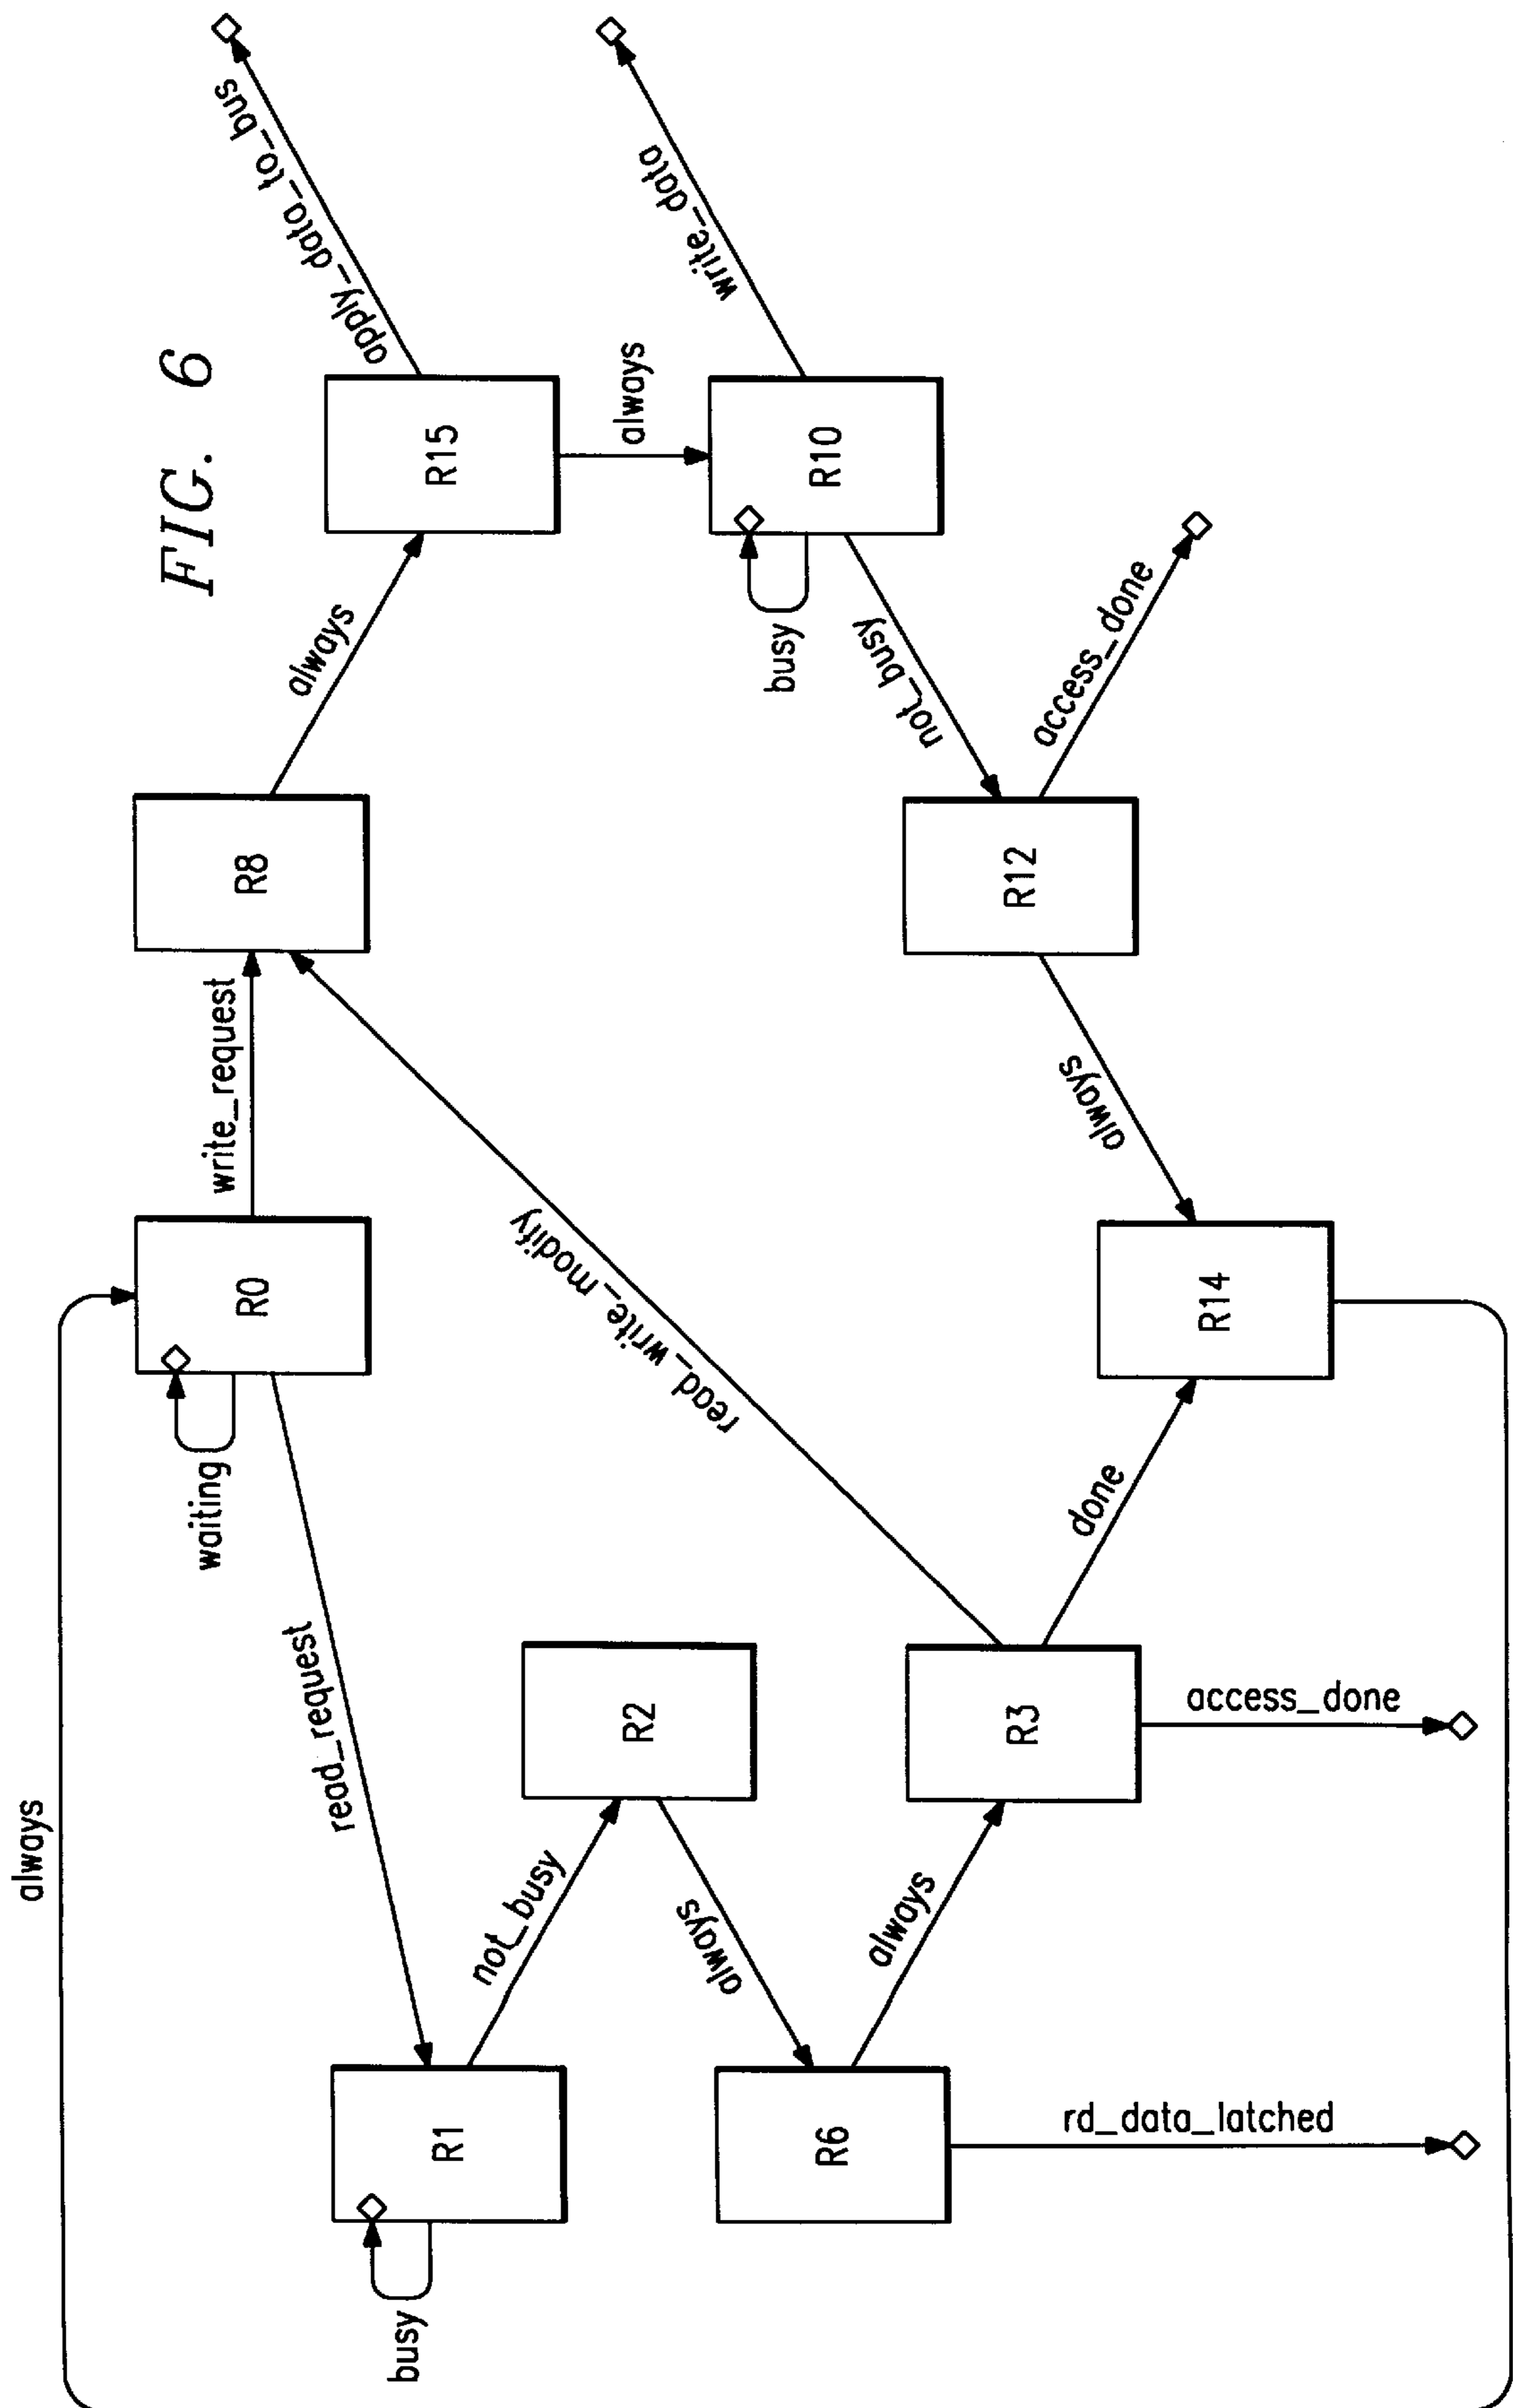 FIG. 6
always
R0
waiting
write_request
read_request
R8
always
R15
apply_data_to_bus
always
R10
busy
write_data
not_busy
R12
access_done
always
R14
R1
busy
not_busy
R2
always
R6
rd_data_latched
always
R3
read_write_modify
done
access_done